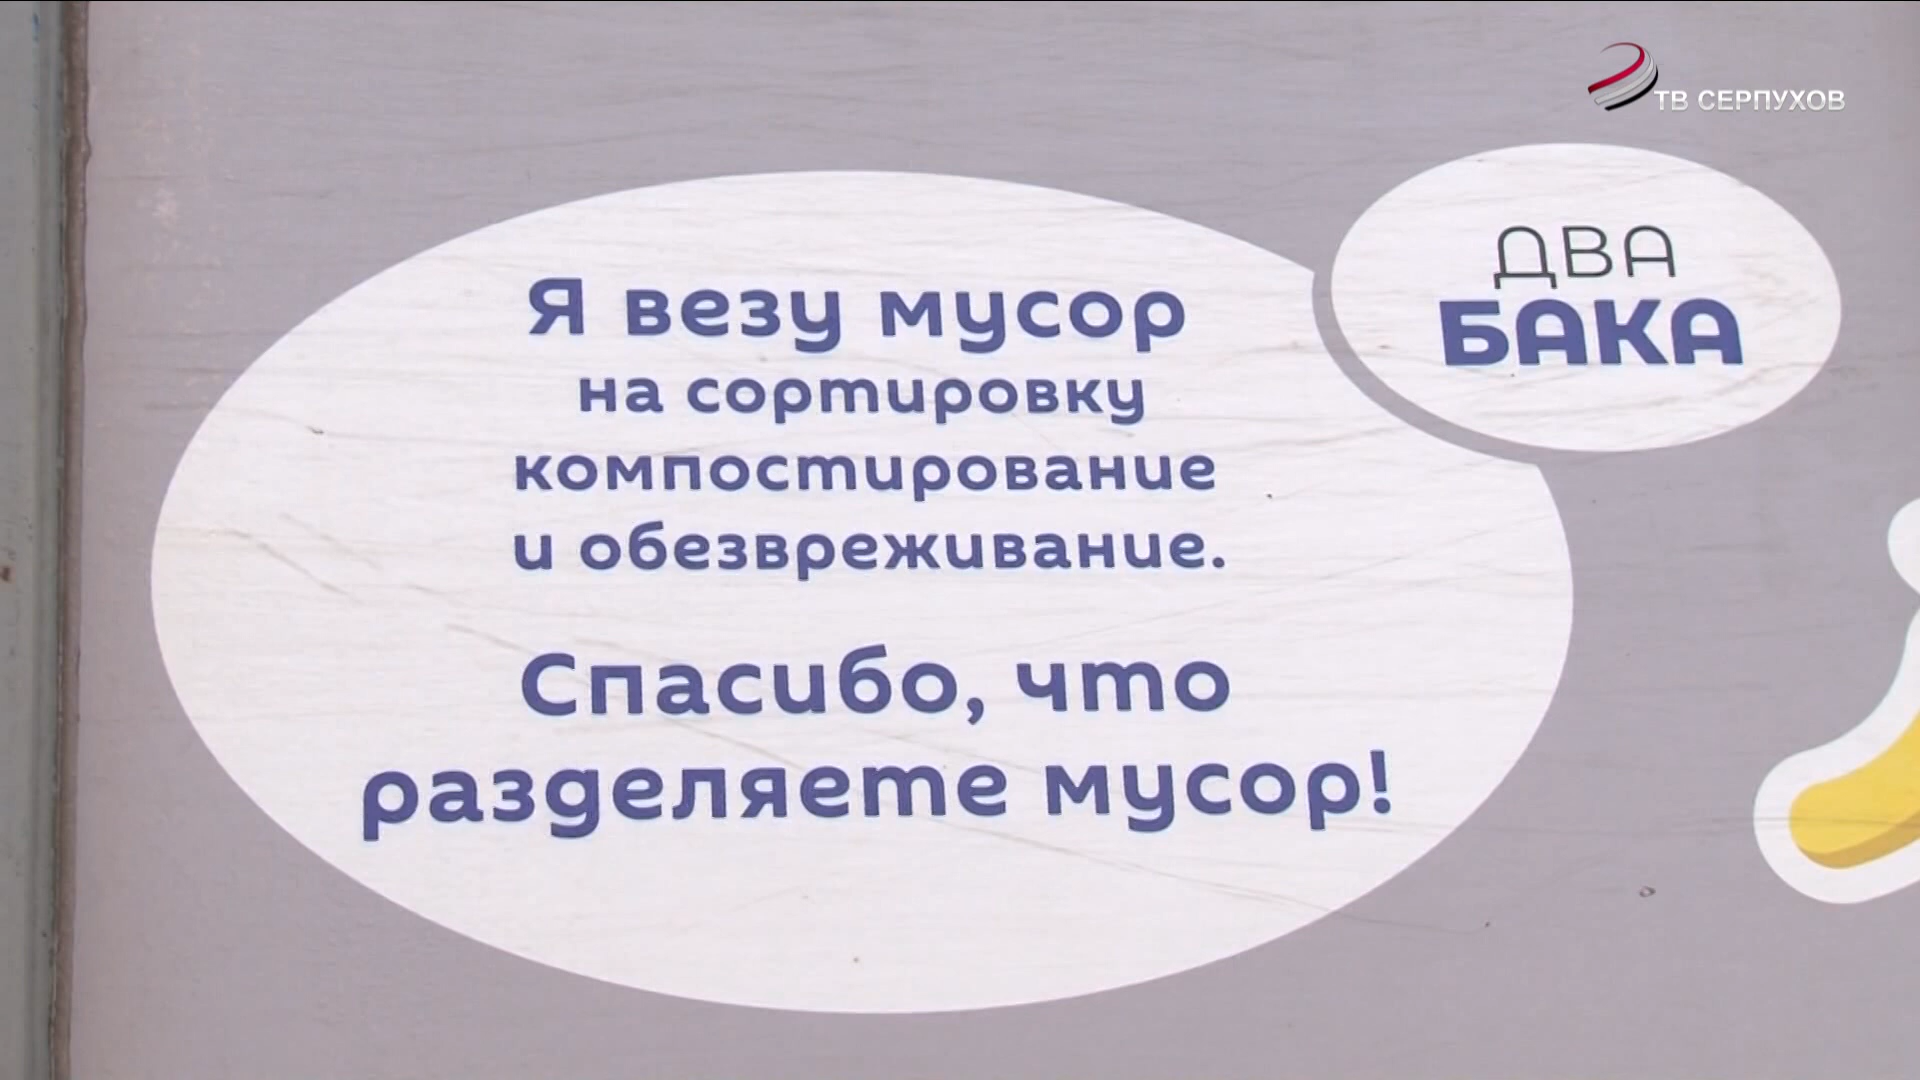 ТВ СЕРПУХОВ
ДВА
БАКА
Я везу мусор
на сортировку
компостирование
и обезвреживание.
Спасибо, что
разделяете мусор!